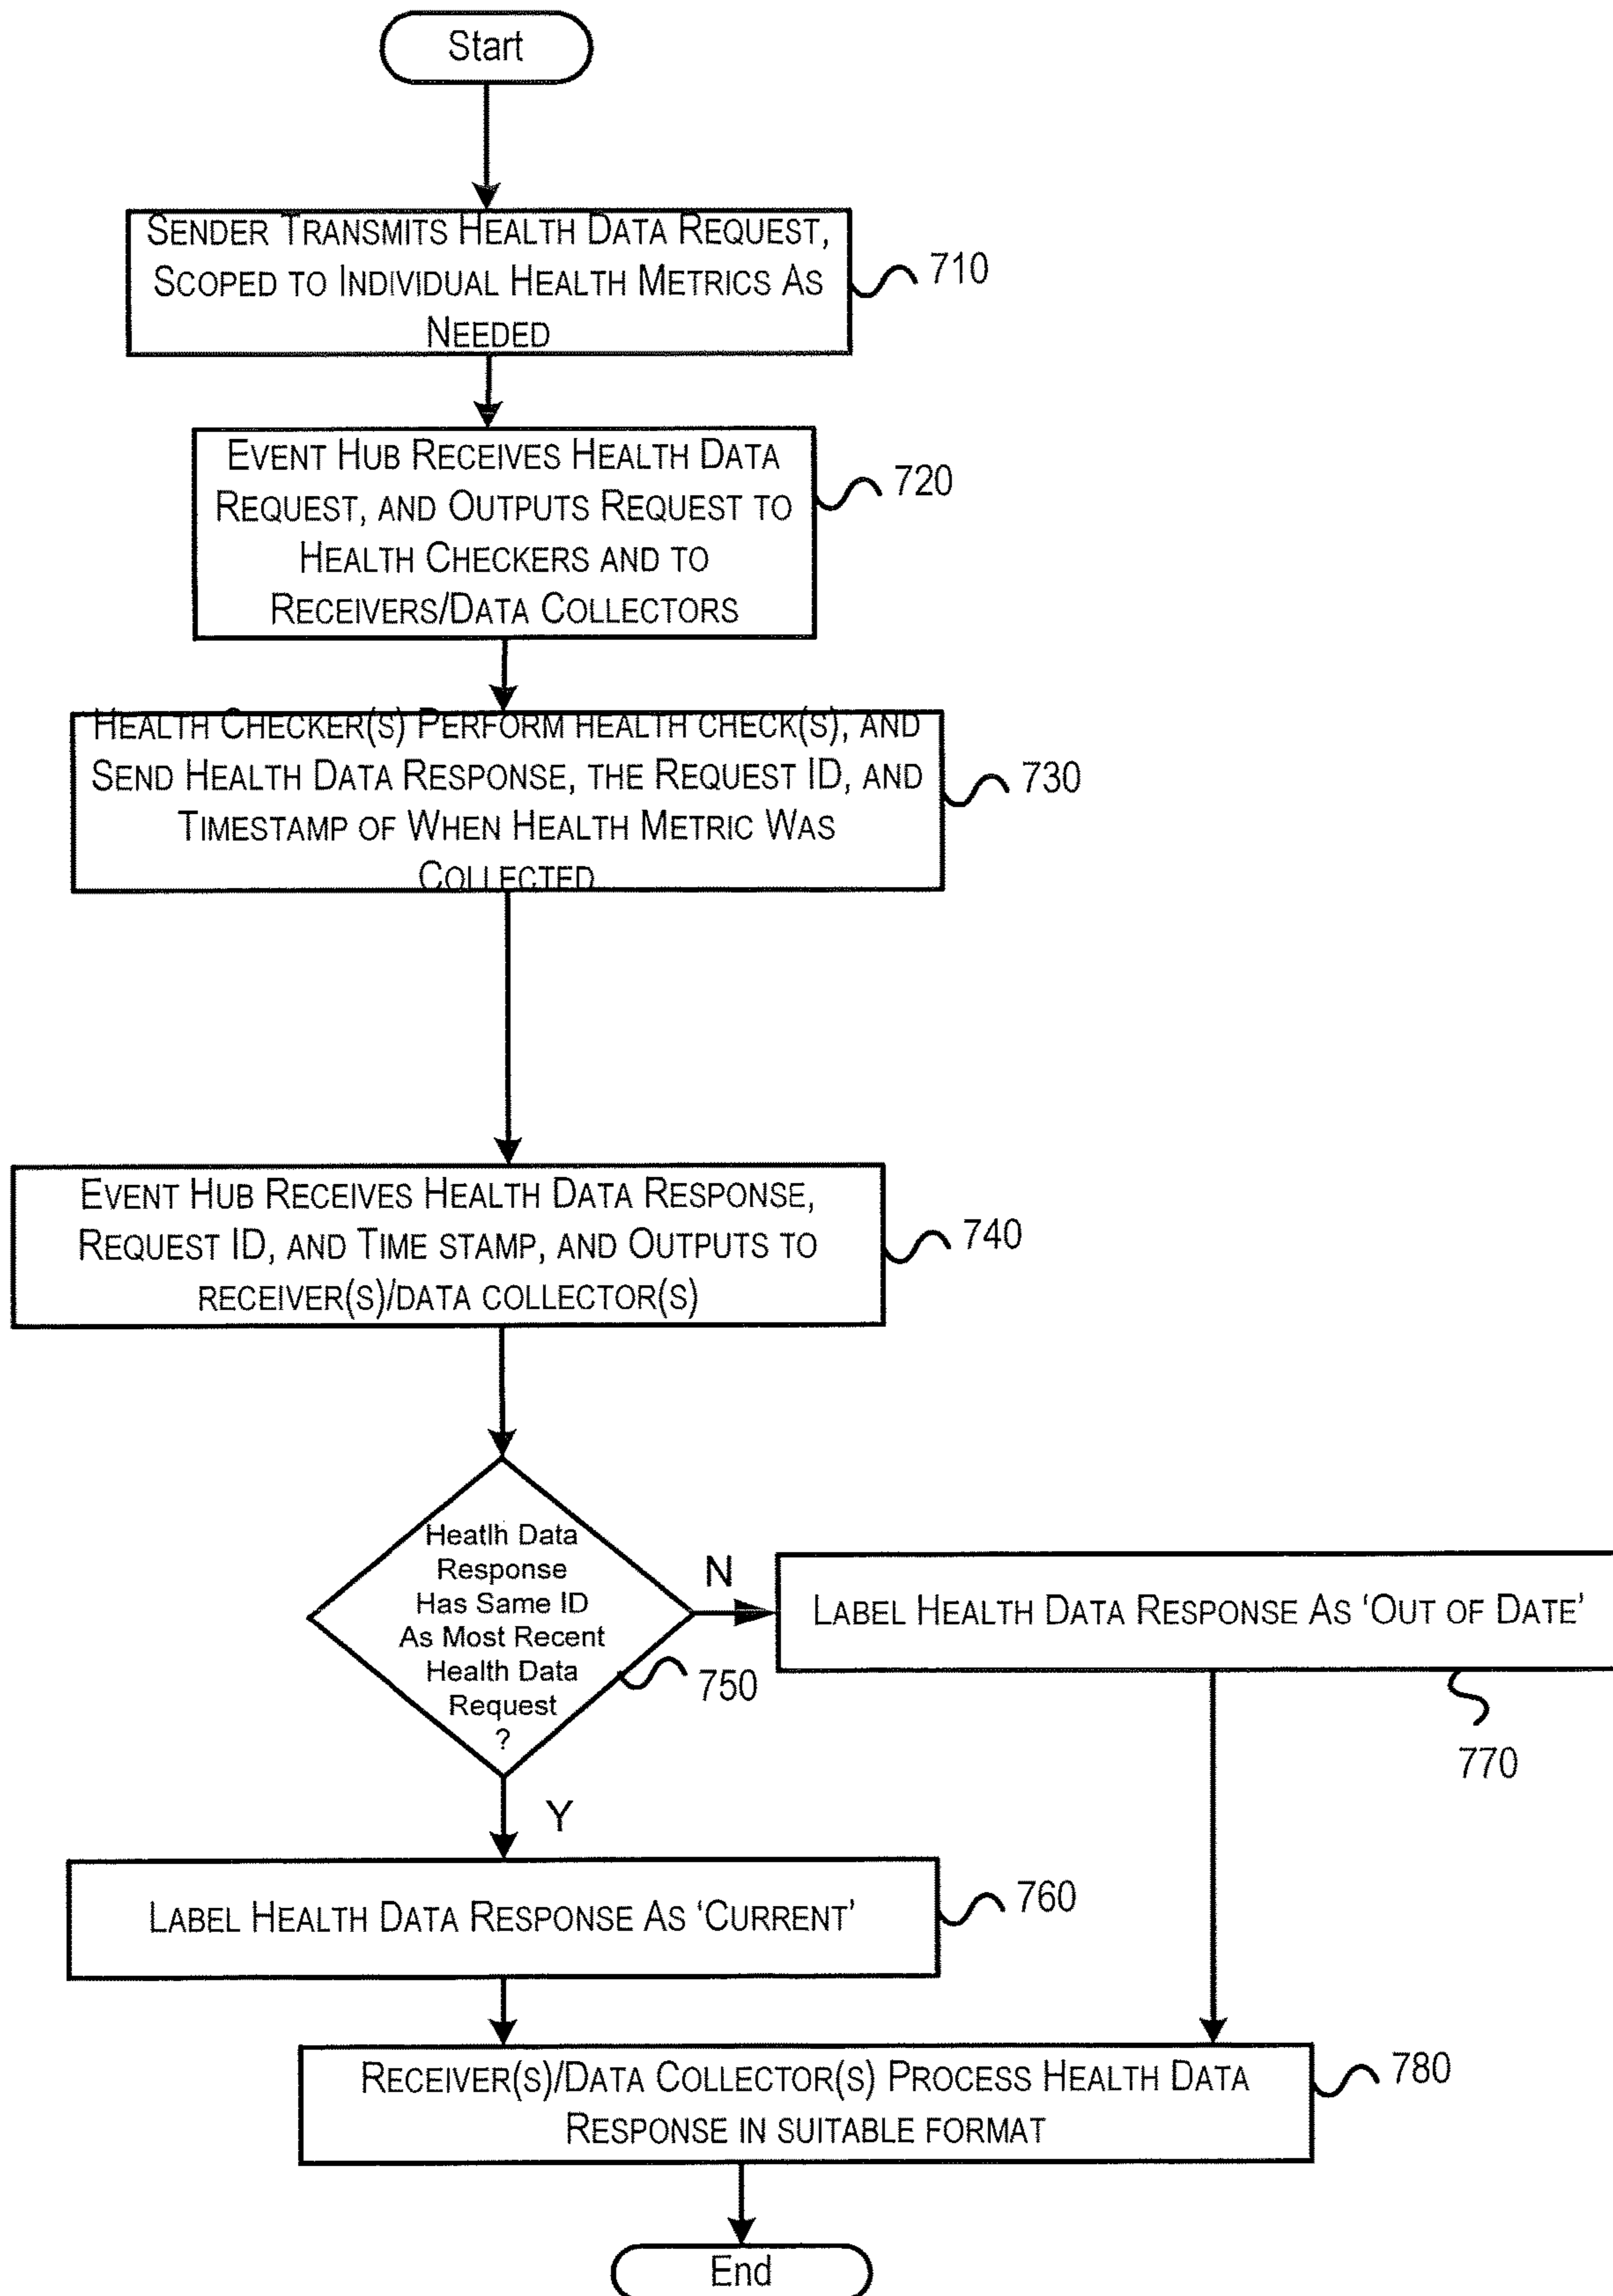 Start
SENDER TRANSMITS HEALTH DATA REQUEST,
SCOPED TO INDIVIDUAL HEALTH METRICS AS
NEEDED
710
EVENT HUB RECEIVES HEALTH DATA
REQUEST, AND OUTPUTS REQUEST TO
HEALTH CHECKERS AND TO
RECEIVERS/DATA COLLECTORS
720
HEALTH CHECKER(S) PERFORM HEALTH CHECK(S), AND
SEND HEALTH DATA RESPONSE, THE REQUEST ID, AND
TIMESTAMP OF WHEN HEALTH METRIC WAS
COLLECTED
730
EVENT HUB RECEIVES HEALTH DATA RESPONSE,
REQUEST ID, AND TIME STAMP, AND OUTPUTS TO
RECEIVER(S)/DATA COLLECTOR(S)
740
Heatlh Data
Response
Has Same ID
As Most Recent
Health Data
Request
?
750
N
LABEL HEALTH DATA RESPONSE AS ‘OUT OF DATE’
770
Y
LABEL HEALTH DATA RESPONSE AS ‘CURRENT’
760
RECEIVER(S)/DATA COLLECTOR(S) PROCESS HEALTH DATA
RESPONSE IN SUITABLE FORMAT
780
End